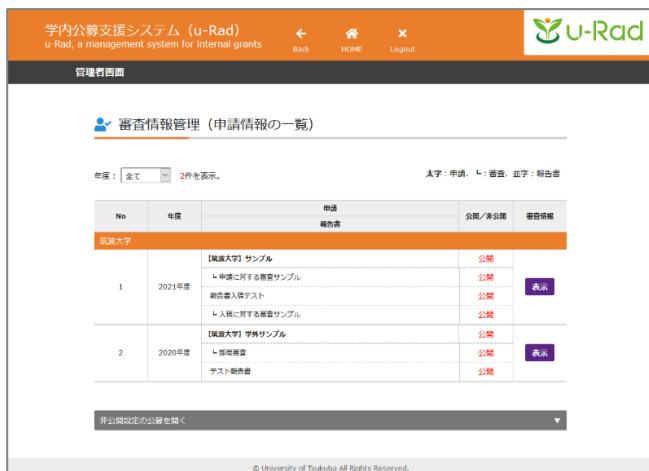 学内公募支援システム（u-Rad）
u-Rad, a management system for internal grants
Back
HOME
Logout
u-Rad
管理者画面
審査情報管理（申請情報の一覧）
年度： 全て 2件を表示。
太字：申請、┗：審査、並字：報告書
No 年度 申請 公開／非公開 審査情報
報告書
筑波大学
【筑波大学】サンプル 公開
┗ 申請に対する審査サンプル 公開
1 2021年度 表示
報告書入稿テスト 公開
┗ 入稿に対する審査サンプル 公開
【筑波大学】学外サンプル 公開
2 2020年度 ┗ 部局審査 公開 表示
テスト報告書 公開
非公開設定の公募を開く ▼
© University of Tsukuba All Rights Reserved.